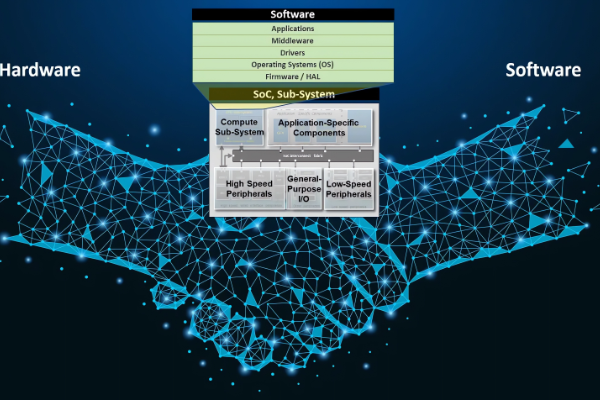 Software
Applications
Middleware
Drivers
Operating Systems (OS)
Firmware / HAL
Hardware
Software
SoC, Sub-System
Compute
Sub-System
Application-Specific
Components
High Speed
Peripherals
General-
Purpose
I/O
Low-Speed
Peripherals